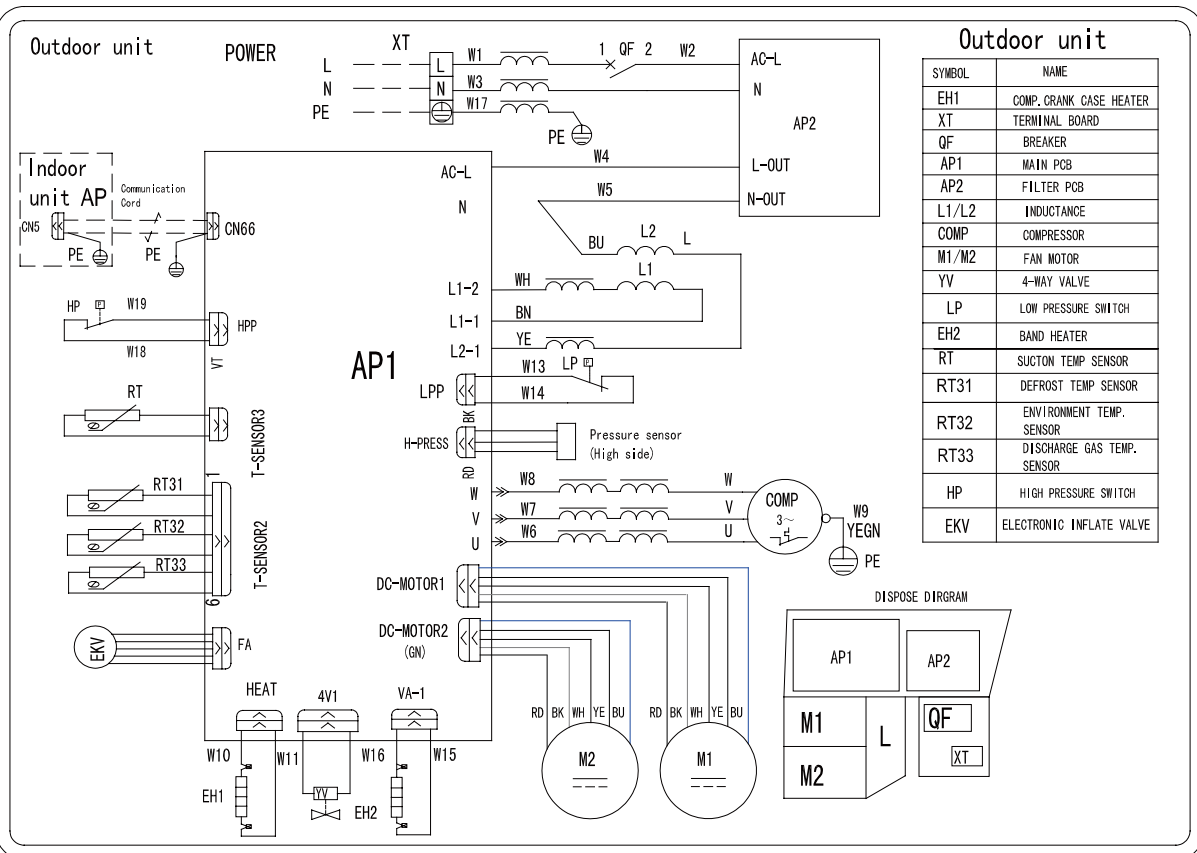 Outdoor unit
POWER
XT
L
N
PE
L
N
W1
W3
W17
PE
1 QF 2
W2
AC-L
N
AP2
L-OUT
N-OUT
W4
W5
AC-L
N
Indoor
unit AP
Communication
Cord
CN5
CN66
PE
PE
BU
L2
L
WH
L1
L1-2
BN
L1-1
YE
L2-1
HP
P
W19
W18
HPP
VT
AP1
W13
LP
P
LPP
W14
BK
RT
T-SENSOR3
H-PRESS
Pressure sensor
(High side)
RD
RT31
RT32
RT33
1
6
T-SENSOR2
W
V
U
W8
W7
W6
W
V
U
COMP
3~
W9
YEGN
PE
DC-MOTOR1
DC-MOTOR2
(GN)
EKV
FA
HEAT
4V1
VA-1
W10
W11
W16
W15
EH1
YV
EH2
RD BK WH YE BU
M2
RD BK WH YE BU
M1
Outdoor unit
SYMBOL NAME
EH1 COMP. CRANK CASE HEATER
XT TERMINAL BOARD
QF BREAKER
AP1 MAIN PCB
AP2 FILTER PCB
L1/L2 INDUCTANCE
COMP COMPRESSOR
M1/M2 FAN MOTOR
YV 4-WAY VALVE
LP LOW PRESSURE SWITCH
EH2 BAND HEATER
RT SUCTON TEMP SENSOR
RT31 DEFROST TEMP SENSOR
RT32 ENVIRONMENT TEMP.
SENSOR
RT33 DISCHARGE GAS TEMP.
SENSOR
HP HIGH PRESSURE SWITCH
EKV ELECTRONIC INFLATE VALVE
DISPOSE DIRGRAM
AP1
AP2
M1
M2
L
QF
XT